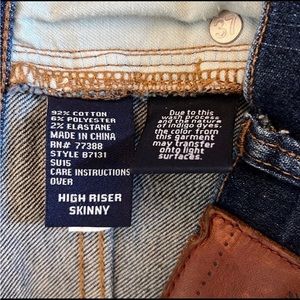 37
92% COTTON
6% POLYESTER
2% ELASTANE
MADE IN CHINA
RN# 77388
STYLE B7131
SU15
CARE INSTRUCTIONS
OVER
HIGH RISER
SKINNY
Due to this
wash process
and the nature
of indigo dyes,
the color from
this garment
may transfer
onto light
surfaces.